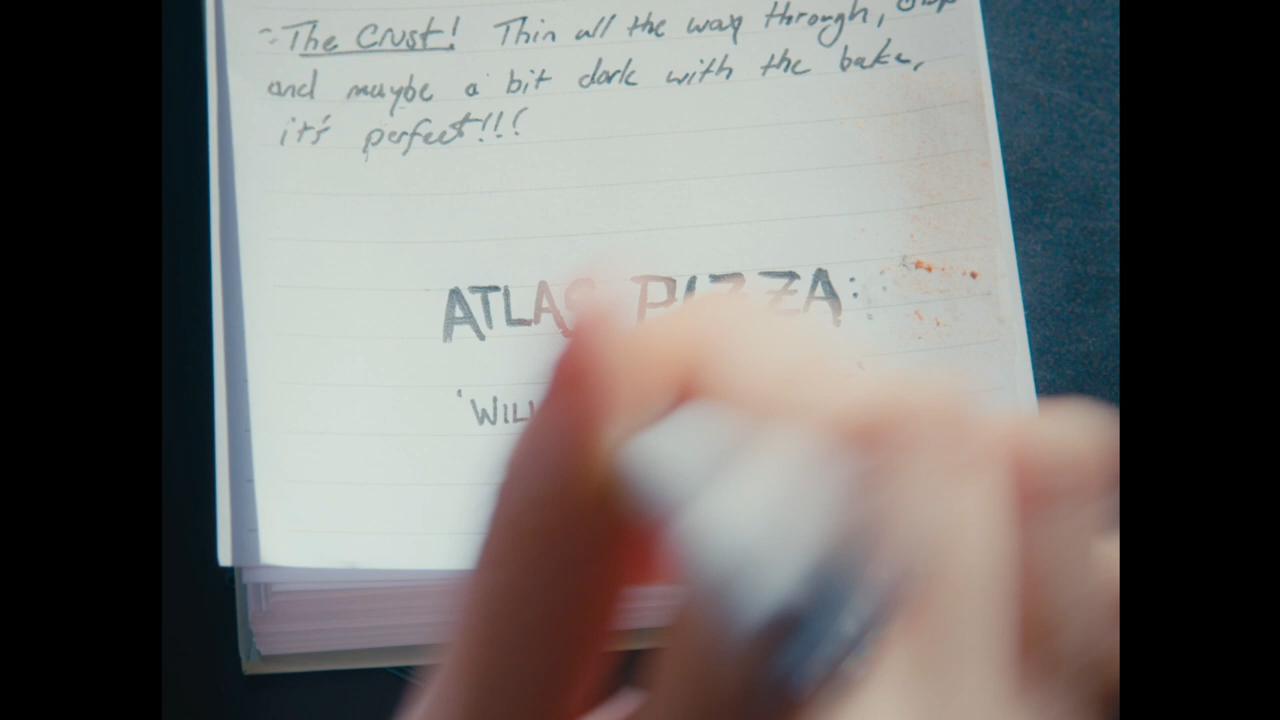 - The Crust! Thin all the way through,
and maybe a bit dark with the bake,
it's perfect!!!
ATLAS PIZZA: